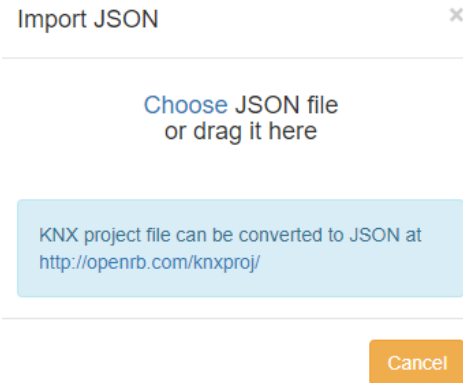 Import JSON
×
Choose JSON file
or drag it here
KNX project file can be converted to JSON at
http://openrb.com/knxproj/
Cancel